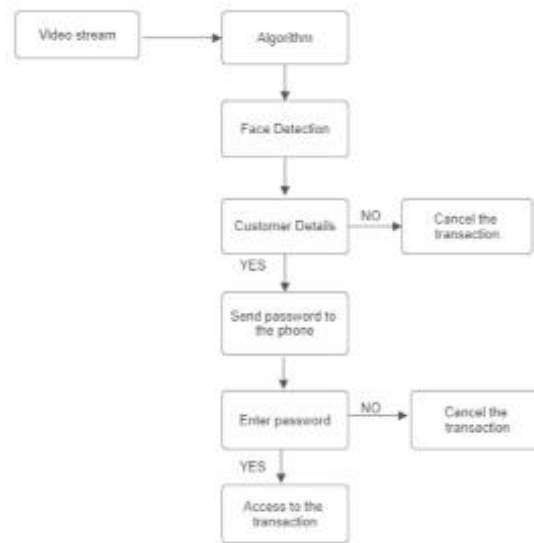 Video stream
Algorithm
Face Detection
Customer Details
NO
Cancel the
transaction
YES
Send password to
the phone
Enter password
NO
Cancel the
transaction
YES
Access to the
transaction